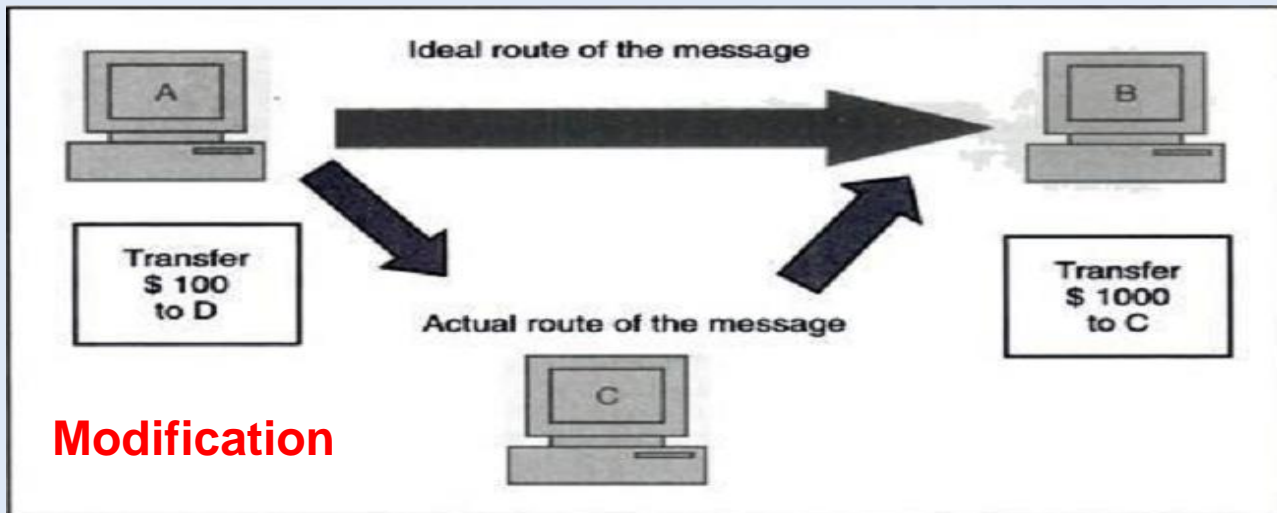 Ideal route of the message
A
B
Transfer
$ 100
to D
Transfer
$ 1000
to C
Actual route of the message
C
Modification